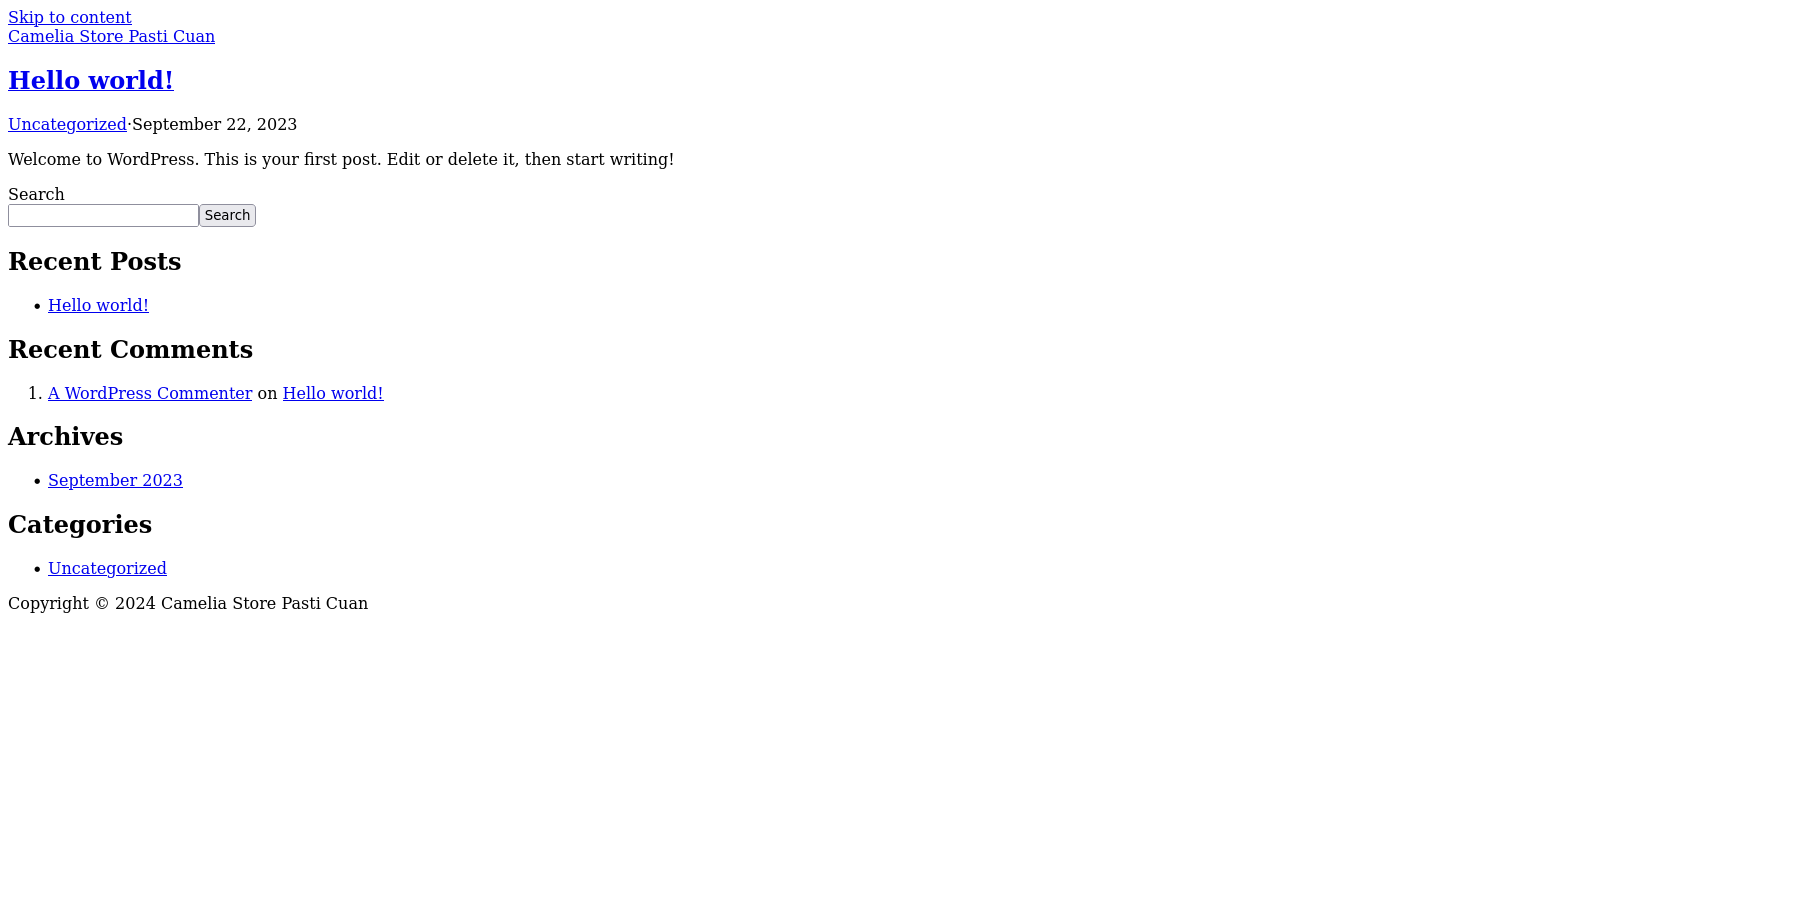 Skip to content
Camelia Store Pasti Cuan
Hello world!
Uncategorized·September 22, 2023
Welcome to WordPress. This is your first post. Edit or delete it, then start writing!
Search
Search
Recent Posts
• Hello world!
Recent Comments
1. A WordPress Commenter on Hello world!
Archives
• September 2023
Categories
• Uncategorized
Copyright © 2024 Camelia Store Pasti Cuan